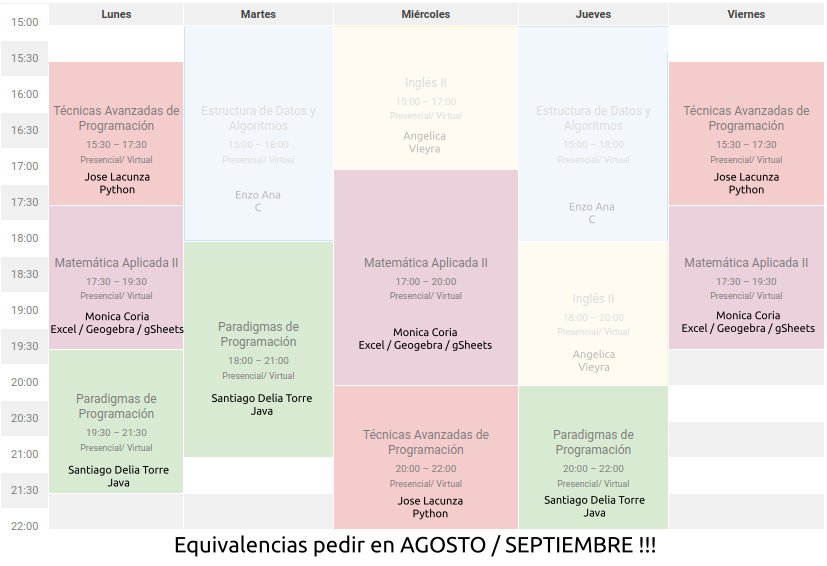 Lunes
Martes
Miércoles
Jueves
Viernes
15:00
15:30
16:00
16:30
17:00
17:30
18:00
18:30
19:00
19:30
20:00
20:30
21:00
21:30
22:00
Técnicas Avanzadas de
Programación
15:30 – 17:30
Presencial/ Virtual
Jose Lacunza
Python
Matemática Aplicada II
17:30 – 19:30
Presencial/ Virtual
Monica Coria
Excel / Geogebra / gSheets
Paradigmas de
Programación
19:30 – 21:30
Presencial/ Virtual
Santiago Delia Torre
Java
Estructura de Datos y
Algoritmos
15:00 – 18:00
Presencial/ Virtual
Enzo Ana
C
Paradigmas de
Programación
18:00 – 21:00
Presencial/ Virtual
Santiago Delia Torre
Java
Inglés II
15:00 – 17:00
Presencial/ Virtual
Angelica
Vieyra
Matemática Aplicada II
17:00 – 20:00
Presencial/ Virtual
Monica Coria
Excel / Geogebra / gSheets
Técnicas Avanzadas de
Programación
20:00 – 22:00
Presencial/ Virtual
Jose Lacunza
Python
Estructura de Datos y
Algoritmos
15:00 – 18:00
Presencial/ Virtual
Enzo Ana
C
Inglés II
18:00 – 20:00
Presencial/ Virtual
Angelica
Vieyra
Paradigmas de
Programación
20:00 – 22:00
Presencial/ Virtual
Santiago Delia Torre
Java
Técnicas Avanzadas de
Programación
15:30 – 17:30
Presencial/ Virtual
Jose Lacunza
Python
Matemática Aplicada II
17:30 – 19:30
Presencial/ Virtual
Monica Coria
Excel / Geogebra / gSheets
Equivalencias pedir en AGOSTO / SEPTIEMBRE !!!